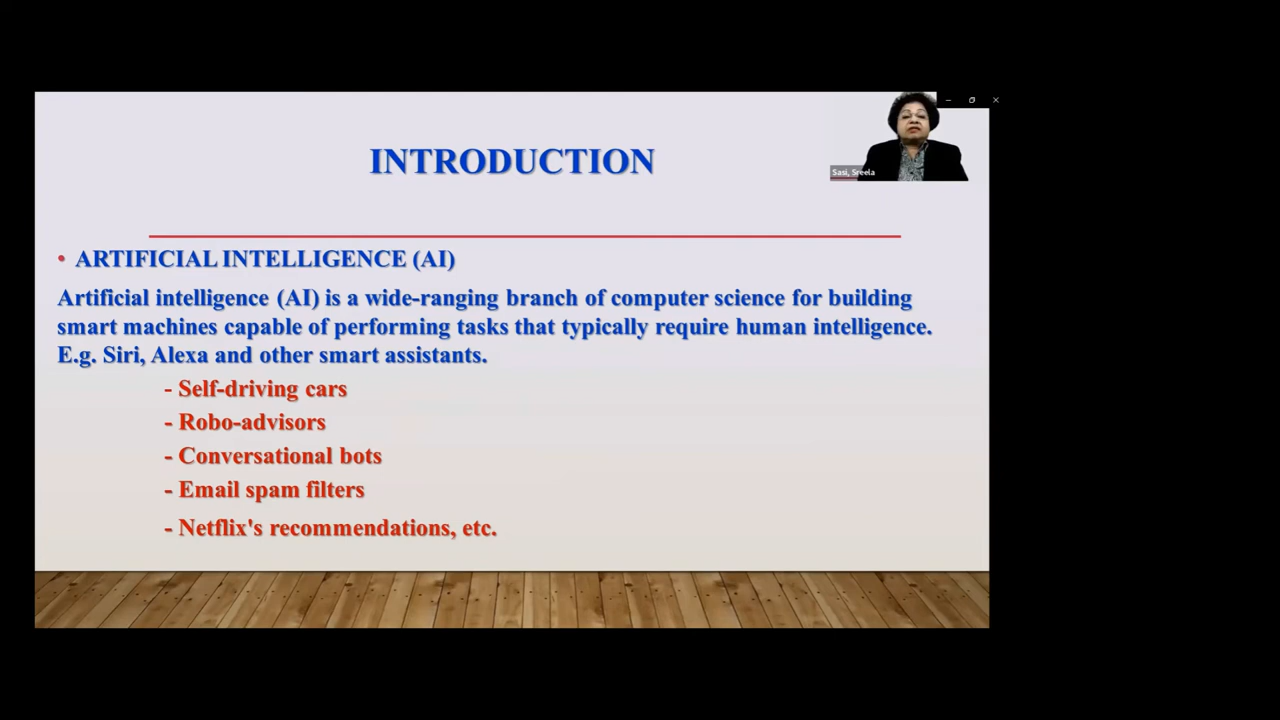 INTRODUCTION
Sasi, Sreela
• ARTIFICIAL INTELLIGENCE (AI)
Artificial intelligence (AI) is a wide-ranging branch of computer science for building
smart machines capable of performing tasks that typically require human intelligence.
E.g. Siri, Alexa and other smart assistants.
- Self-driving cars
- Robo-advisors
- Conversational bots
- Email spam filters
- Netflix's recommendations, etc.